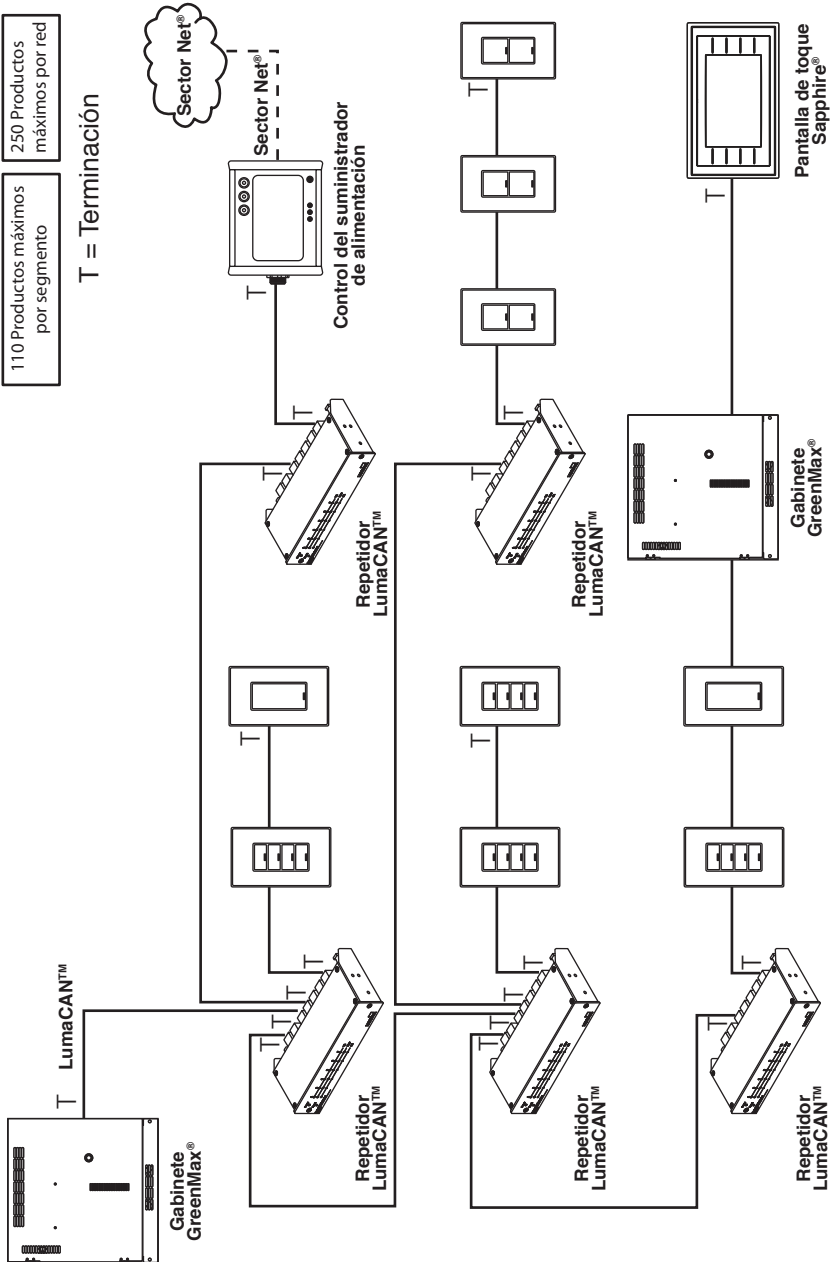 110 Productos máximos
por segmento
250 Productos
máximos por red
T = Terminación
Sector Net®
Sector Net®
T
Control del suministrador
de alimentación
T
T
Repetidor
LumaCAN™
T
LumaCAN™
Gabinete
GreenMax®
T
T
T
T
Repetidor
LumaCAN™
T
T
T
T
Repetidor
LumaCAN™
T
T
T
T
Repetidor
LumaCAN™
T
T
T
Repetidor
LumaCAN™
Gabinete
GreenMax®
T
Pantalla de toque
Sapphire®